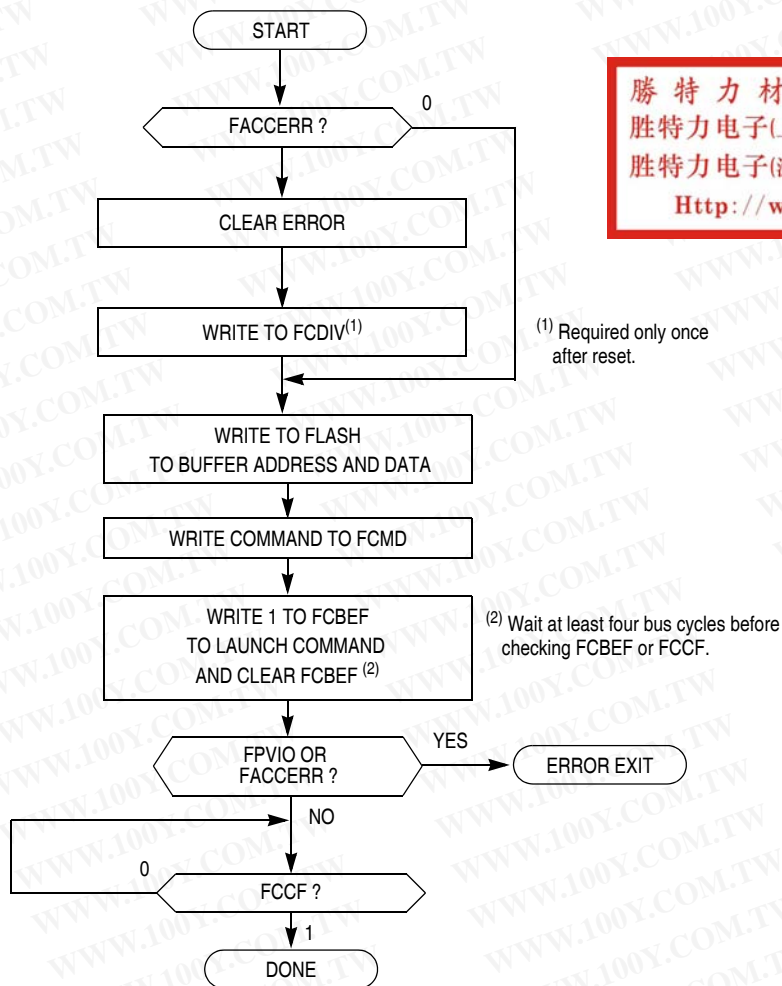 START
FACCERR ?
0
CLEAR ERROR
WRITE TO FCDIV(1)
(1) Required only once
after reset.
WRITE TO FLASH
TO BUFFER ADDRESS AND DATA
WRITE COMMAND TO FCMD
WRITE 1 TO FCBEF
TO LAUNCH COMMAND
AND CLEAR FCBEF (2)
(2) Wait at least four bus cycles before
checking FCBEF or FCCF.
FPVIO OR
FACCERR ?
YES
ERROR EXIT
NO
0
FCCF ?
1
DONE
勝 特 力 材
胜特力电子(
胜特力电子(
Http://w
WWW.100Y.COM.TW